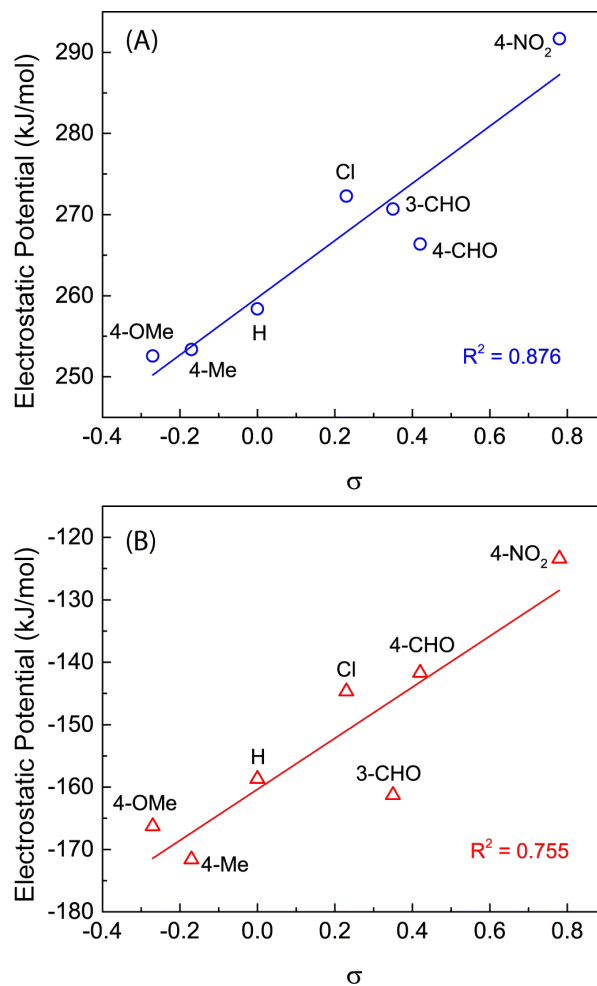 (A)
Electrostatic Potential (kJ/mol)
290
280
270
260
250
4-NO₂
Cl
3-CHO
4-CHO
4-OMe
4-Me
H
R² = 0.876
-0.4 -0.2 0.0 0.2 0.4 0.6 0.8
σ
(B)
Electrostatic Potential (kJ/mol)
-120
-130
-140
-150
-160
-170
-180
4-NO₂
4-CHO
Cl
H
3-CHO
4-OMe
4-Me
R² = 0.755
-0.4 -0.2 0.0 0.2 0.4 0.6 0.8
σ